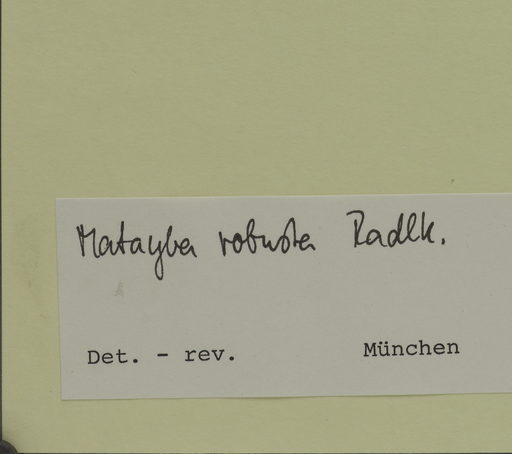 Matayba robusta Radlk.
Det. - rev. München